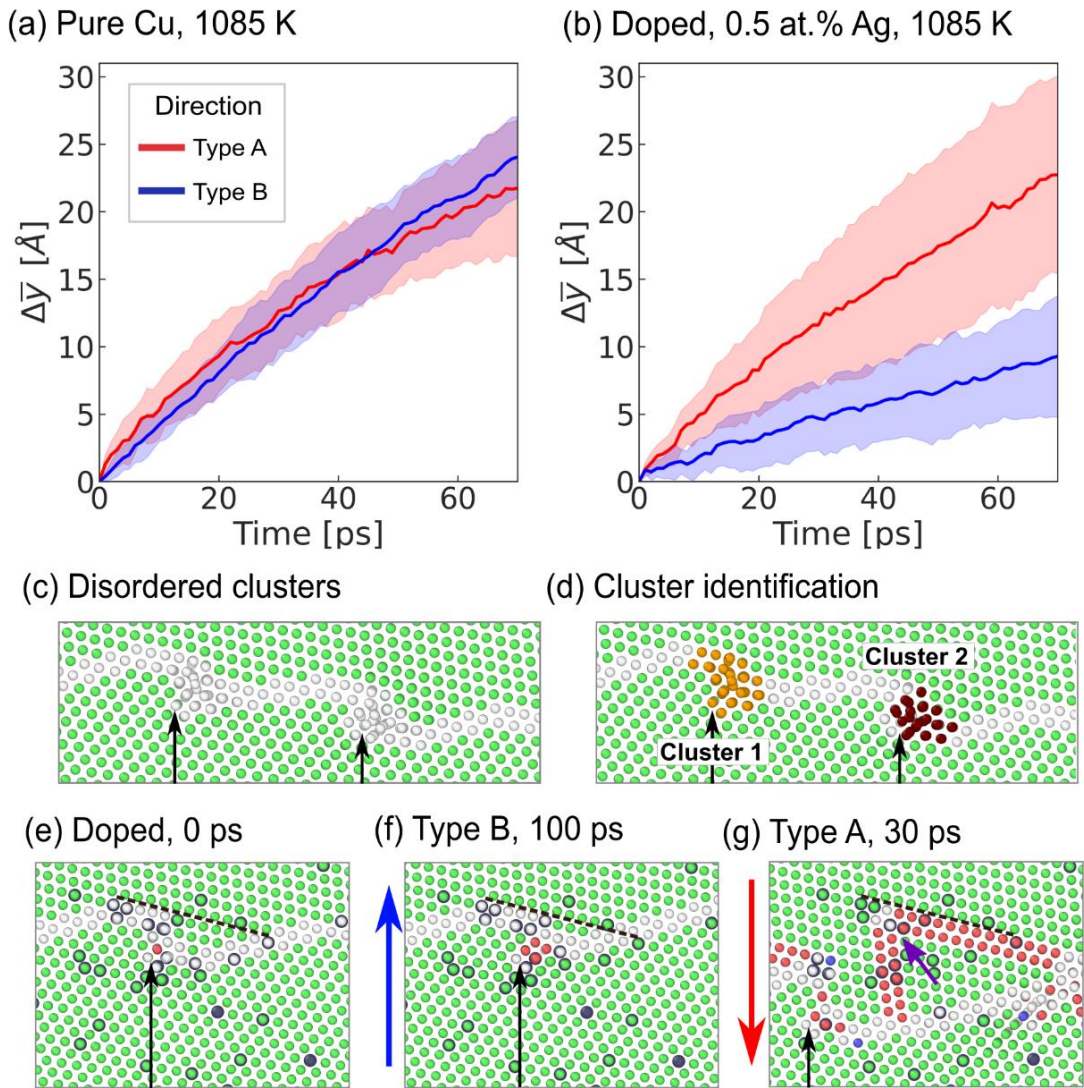 (a) Pure Cu, 1085 K
(b) Doped, 0.5 at.% Ag, 1085 K
30
25
20
15
10
5
0
Δy̅ [Å]
Direction
Type A
Type B
0
20
40
60
Time [ps]
30
25
20
15
10
5
0
Δy̅ [Å]
0
20
40
60
Time [ps]
(c) Disordered clusters
(d) Cluster identification
Cluster 2
Cluster 1
(e) Doped, 0 ps
(f) Type B, 100 ps
(g) Type A, 30 ps